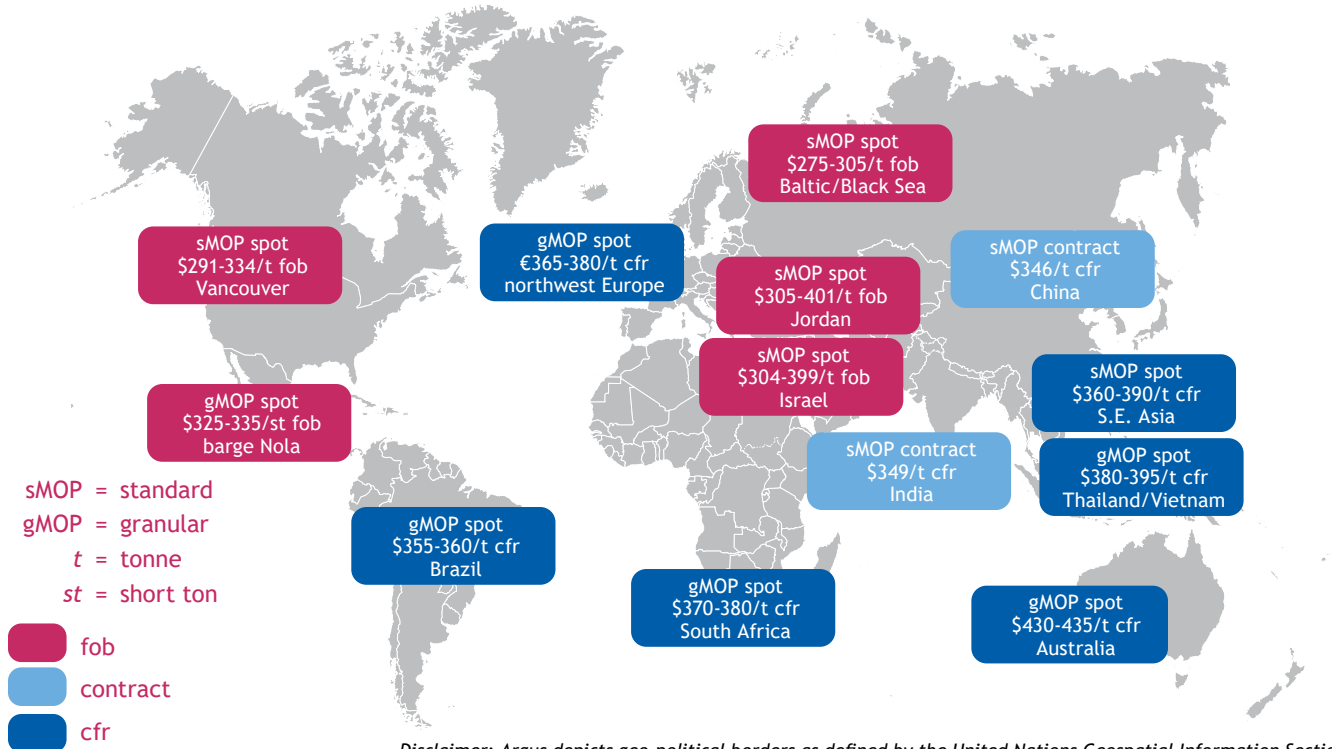 sMOP spot
$275-305/t fob
Baltic/Black Sea
sMOP spot
$291-334/t fob
Vancouver
gMOP spot
€365-380/t cfr
northwest Europe
sMOP contract
$346/t cfr
China
sMOP spot
$305-401/t fob
Jordan
sMOP spot
$304-399/t fob
Israel
sMOP spot
$360-390/t cfr
S.E. Asia
gMOP spot
$325-335/st fob
barge Nola
sMOP contract
$349/t cfr
India
gMOP spot
$380-395/t cfr
Thailand/Vietnam
sMOP = standard
gMOP = granular
t = tonne
st = short ton
gMOP spot
$355-360/t cfr
Brazil
gMOP spot
$370-380/t cfr
South Africa
gMOP spot
$430-435/t cfr
Australia
fob
contract
cfr
Disclaimer: Argus depicts geo-political borders as defined by the United Nations Geospatial Information Sectio